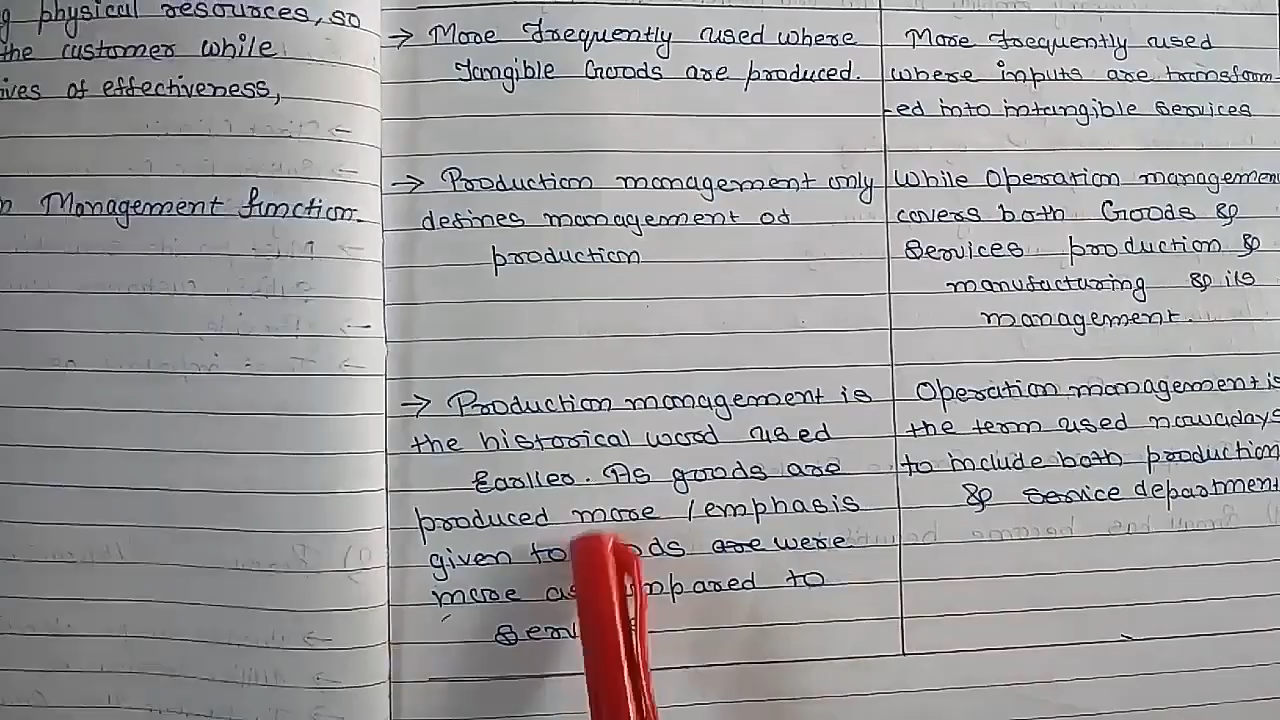 g physical resources, so
the customer while
ives of effectiveness,
n Management function
→ More frequently used where
Tangible Goods are produced.
→ Production management only
defines management of
production
→ Production management is
the historical word used
Earlier. As goods are
produced more / emphasis
given to ods are were
more as mpared to
More frequently used
where inputs are transform-
-ed into intangible Services
While Operation managemen
covers both Goods &
Services production &
manufacturing & its
management.
Operation management is
the term used nowadays
to include both production
& service department